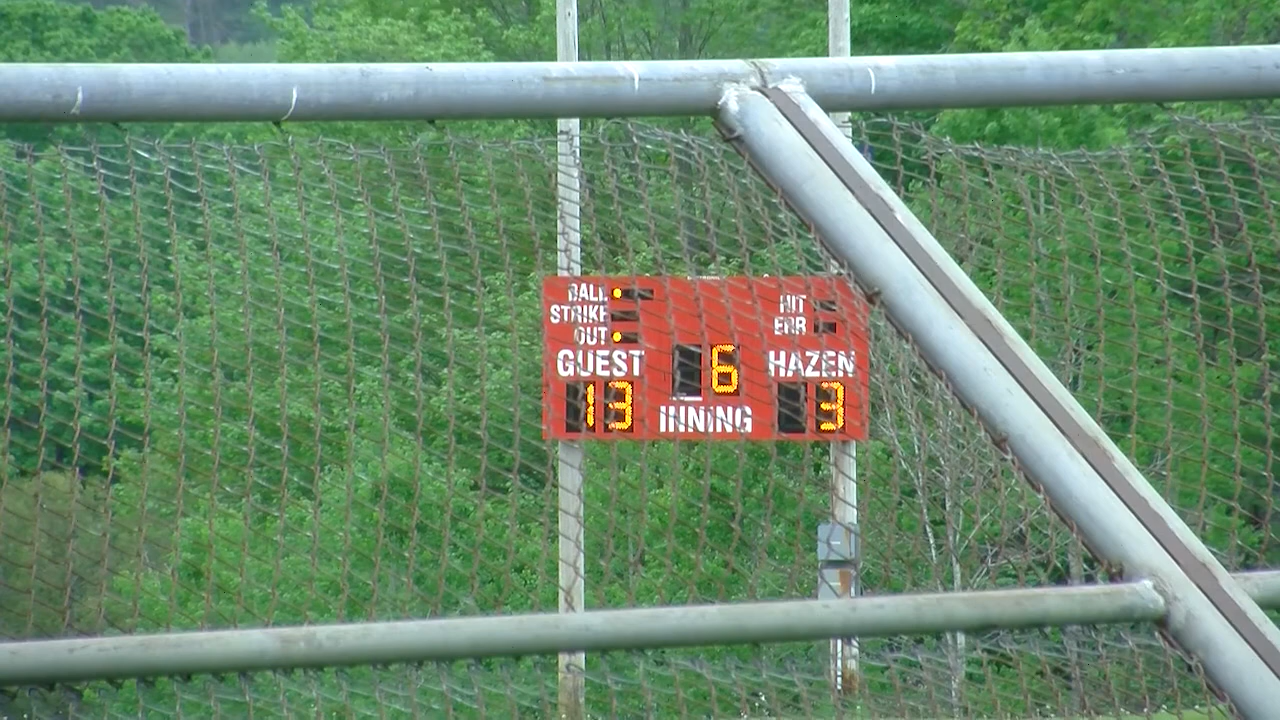 BALL
STRIKE
OUT
HIT
ERR
GUEST 6 HAZEN
13 INNING 3